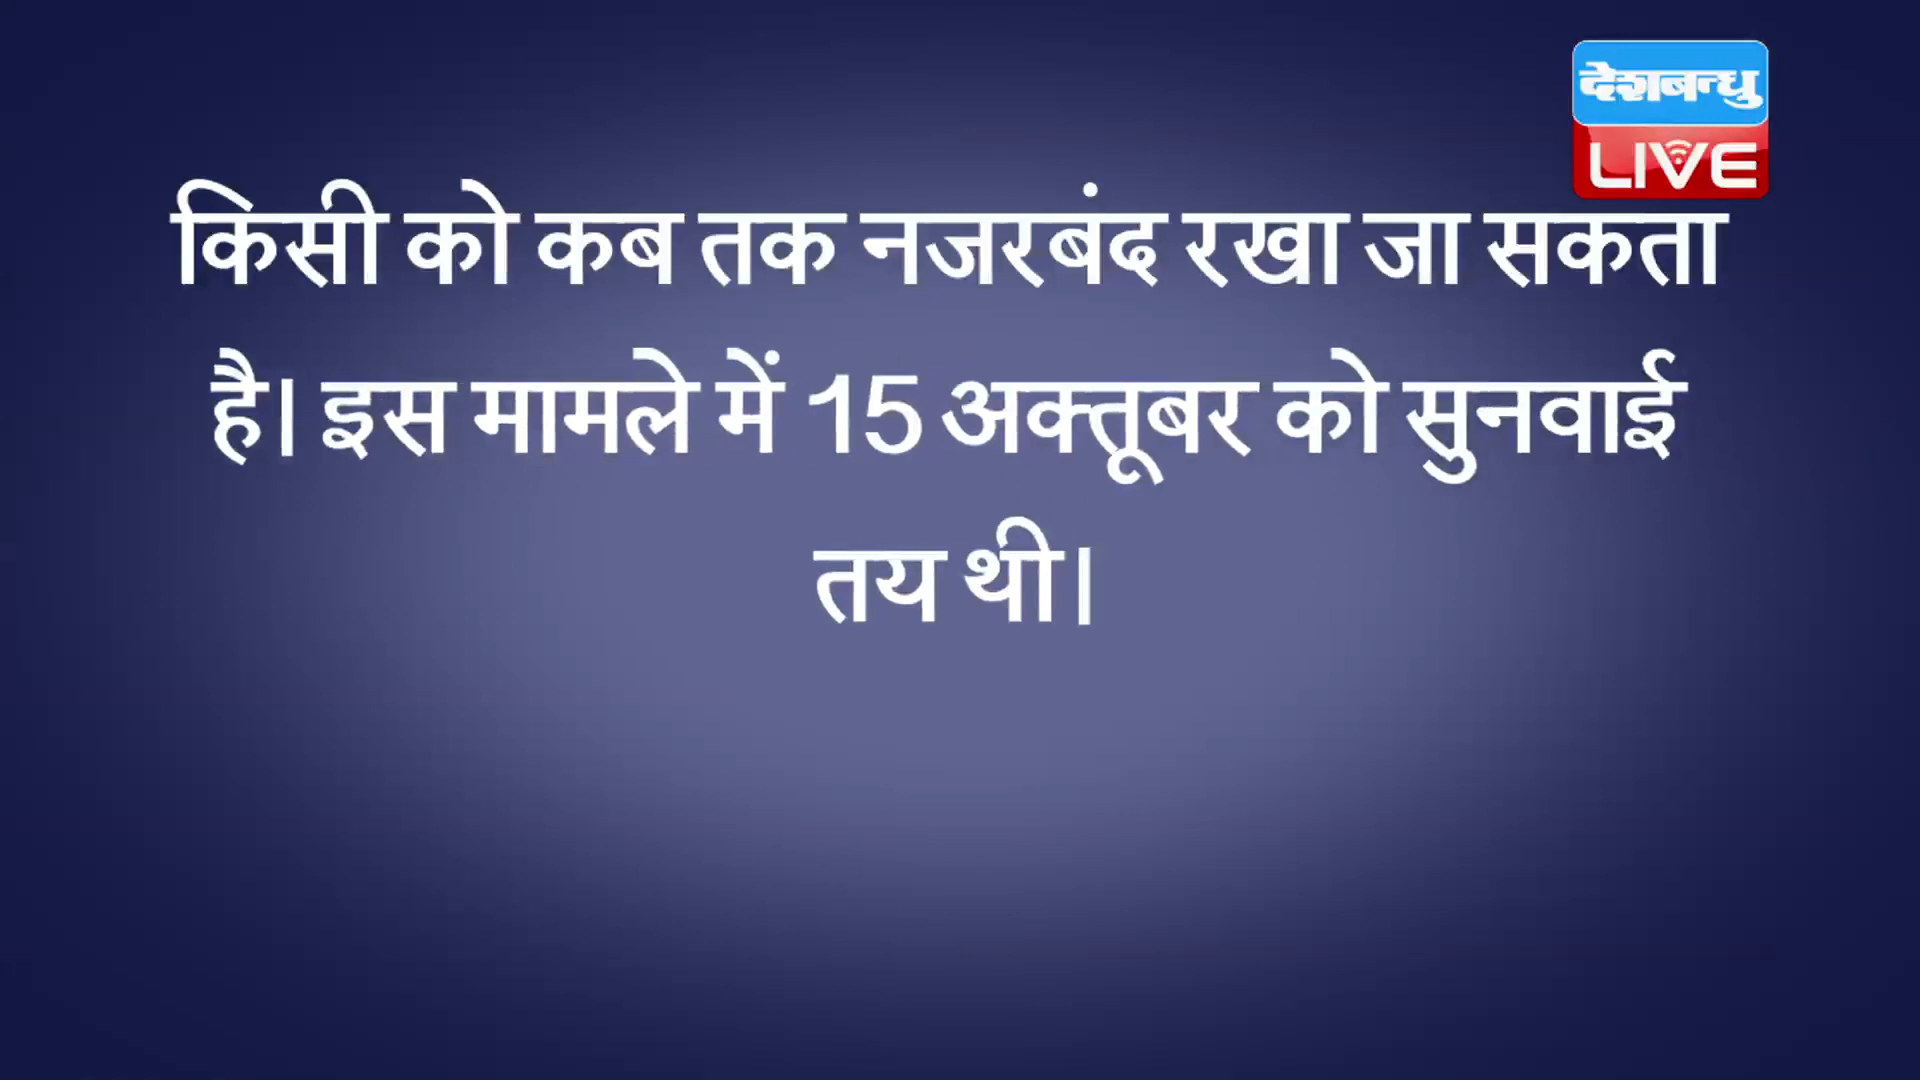 देशबन्धु
LIVE
किसी को कब तक नजरबंद रखा जा सकता
है। इस मामले में 15 अक्तूबर को सुनवाई
तय थी।